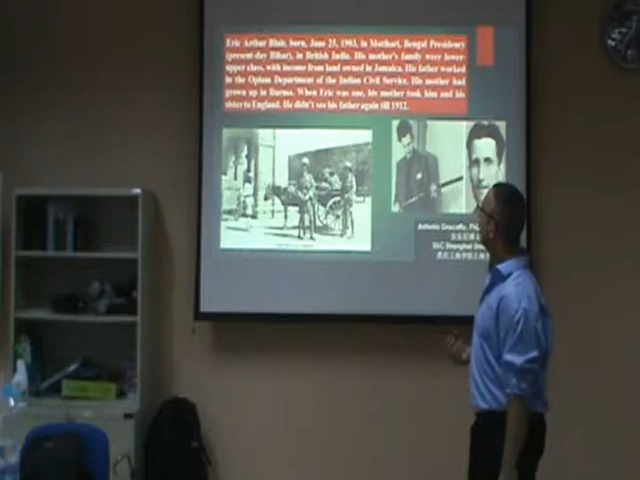 Eric Arthur Blair, born, June 25, 1903, in Motihari, Bengal Presidency
(present-day Bihar), in British India. His mother's family were lower-
upper class, with income from land owned in Jamaica. His father worked
in the Opium Department of the Indian Civil Service. His mother had
grown up in Burma. When Eric was one, his mother took him and his
sister to England. He didn't see his father again till 1912.
Antonio
SSC Shanghai